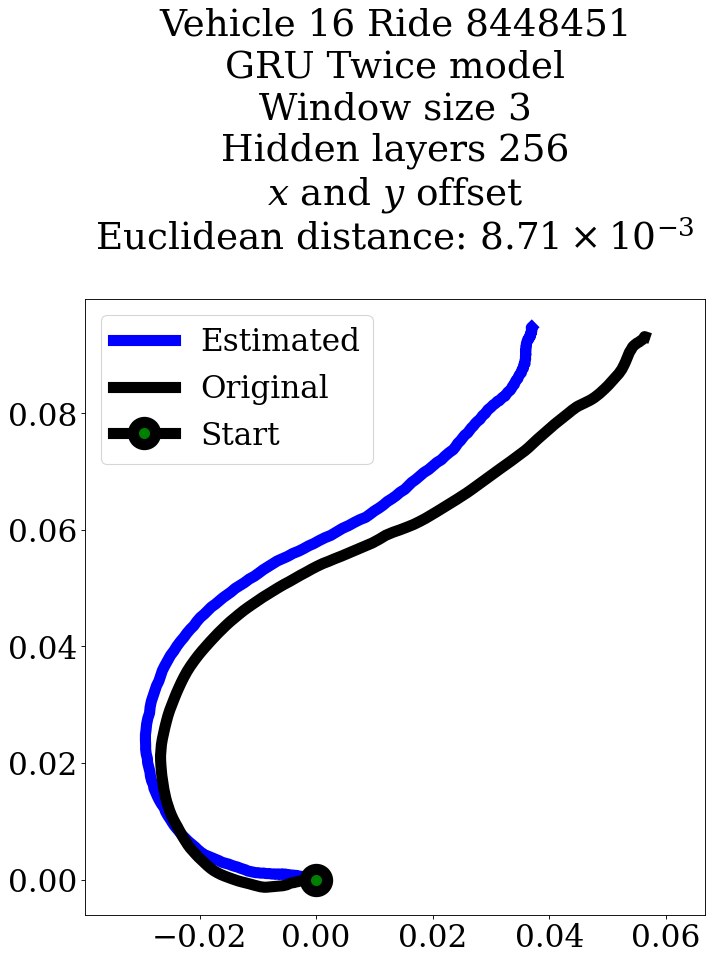 Vehicle 16 Ride 8448451
GRU Twice model
Window size 3
Hidden layers 256
x and y offset
Euclidean distance: 8.71 × 10⁻³
Estimated
Original
Start
0.08
0.06
0.04
0.02
0.00
−0.02 0.00 0.02 0.04 0.06